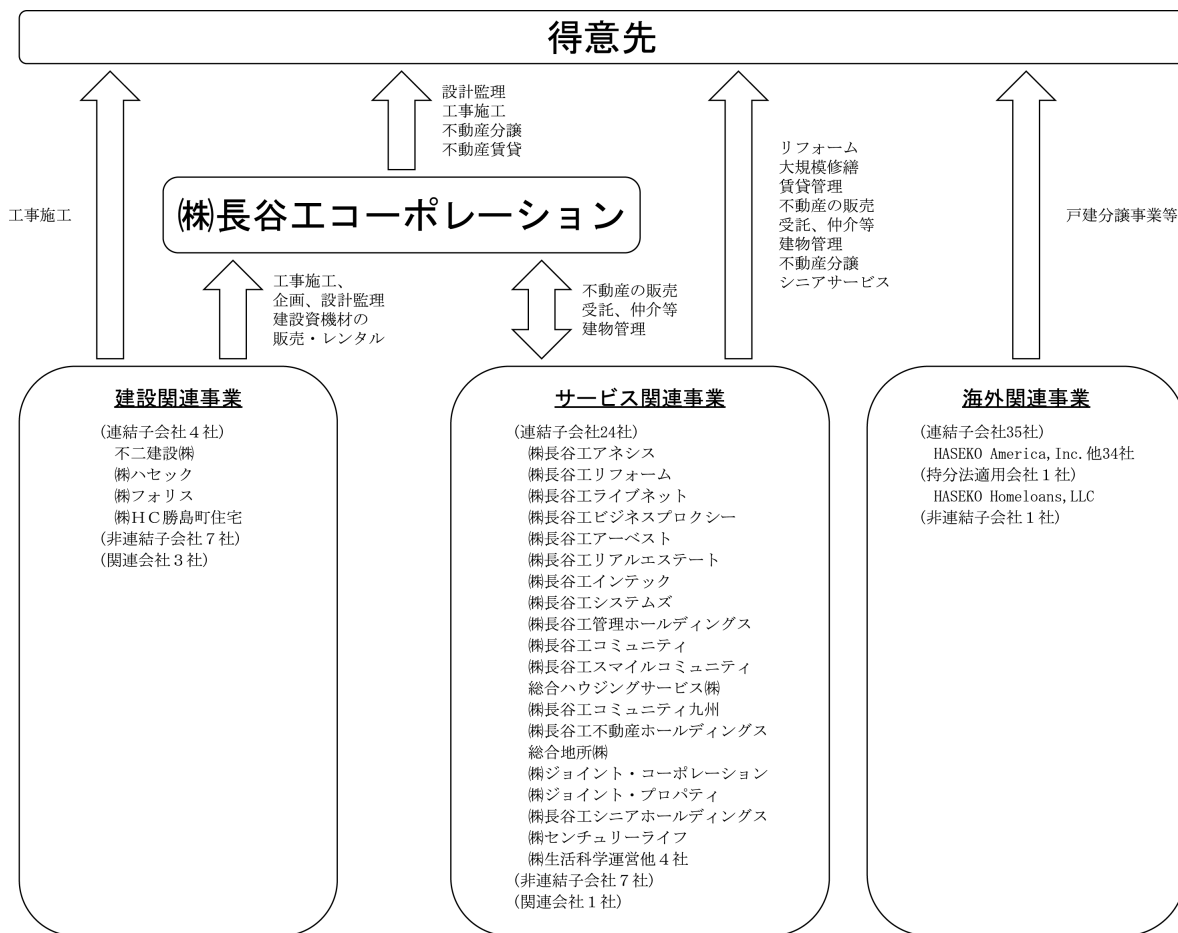 得意先
設計監理
工事施工
不動産分譲
不動産賃貸
リフォーム
大規模修繕
賃貸管理
不動産の販売
受託、仲介等
建物管理
不動産分譲
シニアサービス
工事施工
㈱長谷工コーポレーション
戸建分譲事業等
工事施工、
企画、設計監理
建設資機材の
販売・レンタル
不動産の販売
受託、仲介等
建物管理
建設関連事業
(連結子会社４社)
不二建設㈱
㈱ハセック
㈱フォリス
㈱ＨＣ勝島町住宅
(非連結子会社７社)
(関連会社３社)
サービス関連事業
(連結子会社24社)
㈱長谷工アネシス
㈱長谷工リフォーム
㈱長谷工ライブネット
㈱長谷工ビジネスプロクシー
㈱長谷工アーベスト
㈱長谷工リアルエステート
㈱長谷工インテック
㈱長谷工システムズ
㈱長谷工管理ホールディングス
㈱長谷工コミュニティ
㈱長谷工スマイルコミュニティ
総合ハウジングサービス㈱
㈱長谷工コミュニティ九州
㈱長谷工不動産ホールディングス
総合地所㈱
㈱ジョイント・コーポレーション
㈱ジョイント・プロパティ
㈱長谷工シニアホールディングス
㈱センチュリーライフ
㈱生活科学運営他４社
(非連結子会社７社)
(関連会社１社)
海外関連事業
(連結子会社35社)
HASEKO America,Inc.他34社
(持分法適用会社１社)
HASEKO Homeloans,LLC
(非連結子会社１社)